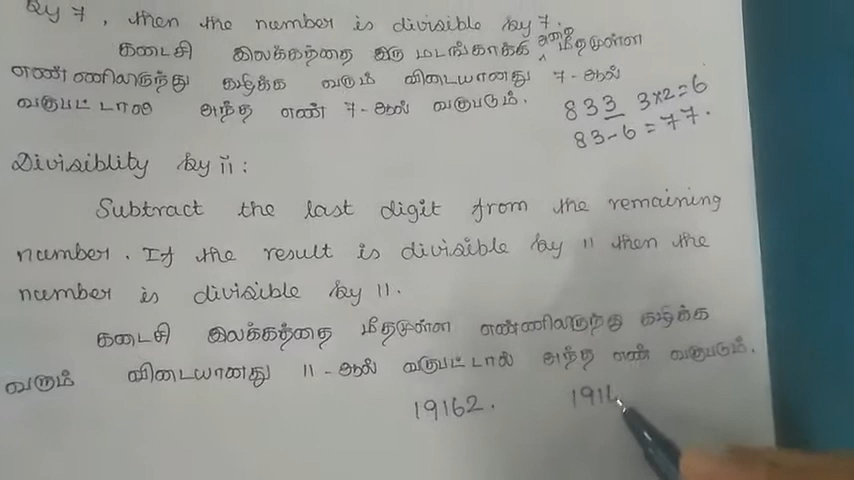 by 7, then the number is divisible by 7.
கடைசி இலக்கத்தை இரு மடங்காக்கி அதை மீதமுள்ள
எண்ணிலிருந்து கழிக்க வரும் விடையானது 7-ஆல்
வகுபட்டால் அந்த எண் 7-ஆல் வகுபடும்.
833 3x2=6
83-6=77.
Divisiblity by 11:
Subtract the last digit from the remaining
number. If the result is divisible by 11 then the
number is divisible by 11.
கடைசி இலக்கத்தை மீதமுள்ள எண்ணிலிருந்து கழிக்க
வரும் விடையானது 11-ஆல் வகுபட்டால் அந்த எண் வகுபடும்.
19162. 191